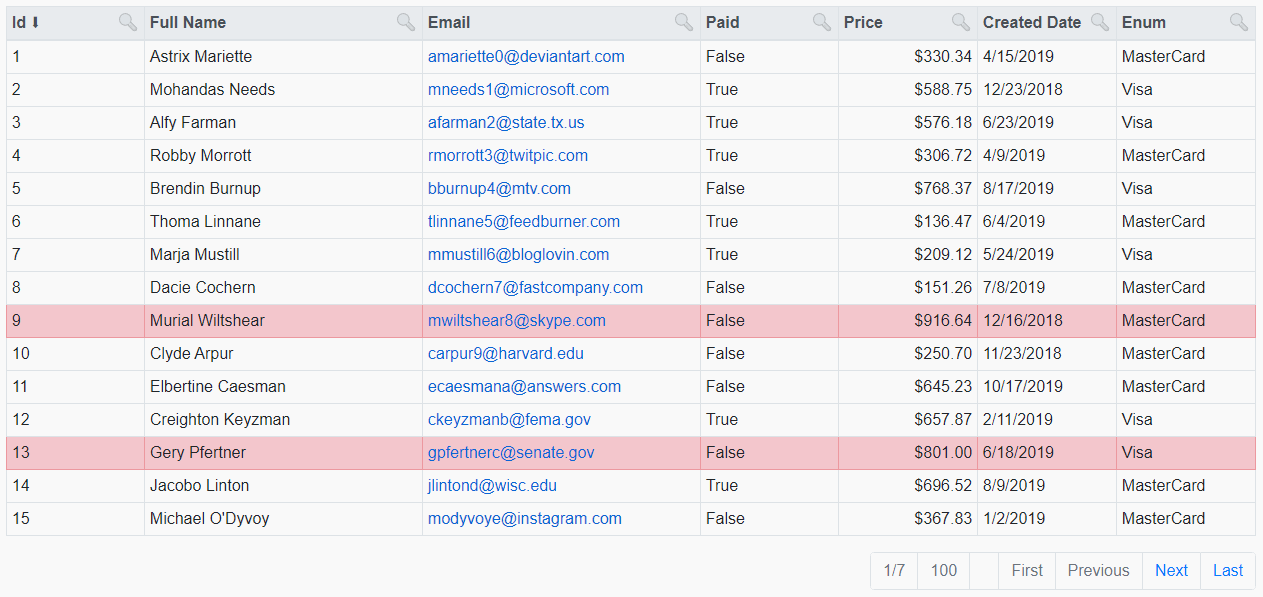 Id ⬇ Full Name Email Paid Price Created Date Enum
1 Astrix Mariette amariette0@deviantart.com False $330.34 4/15/2019 MasterCard
2 Mohandas Needs mneeds1@microsoft.com True $588.75 12/23/2018 Visa
3 Alfy Farman afarman2@state.tx.us True $576.18 6/23/2019 Visa
4 Robby Morrott rmorrott3@twitpic.com True $306.72 4/9/2019 MasterCard
5 Brendin Burnup bburnup4@mtv.com False $768.37 8/17/2019 Visa
6 Thoma Linnane tlinnane5@feedburner.com True $136.47 6/4/2019 MasterCard
7 Marja Mustill mmustill6@bloglovin.com True $209.12 5/24/2019 Visa
8 Dacie Cochern dcochern7@fastcompany.com False $151.26 7/8/2019 MasterCard
9 Murial Wiltshear mwiltshear8@skype.com False $916.64 12/16/2018 MasterCard
10 Clyde Arpur carpur9@harvard.edu False $250.70 11/23/2018 MasterCard
11 Elbertine Caesman ecaesmana@answers.com False $645.23 10/17/2019 MasterCard
12 Creighton Keyzman ckeyzmanb@fema.gov True $657.87 2/11/2019 Visa
13 Gery Pfertner gpfertnerc@senate.gov False $801.00 6/18/2019 Visa
14 Jacobo Linton jlintond@wisc.edu True $696.52 8/9/2019 MasterCard
15 Michael O'Dyvoy modyvoye@instagram.com False $367.83 1/2/2019 MasterCard
1/7 100 First Previous Next Last